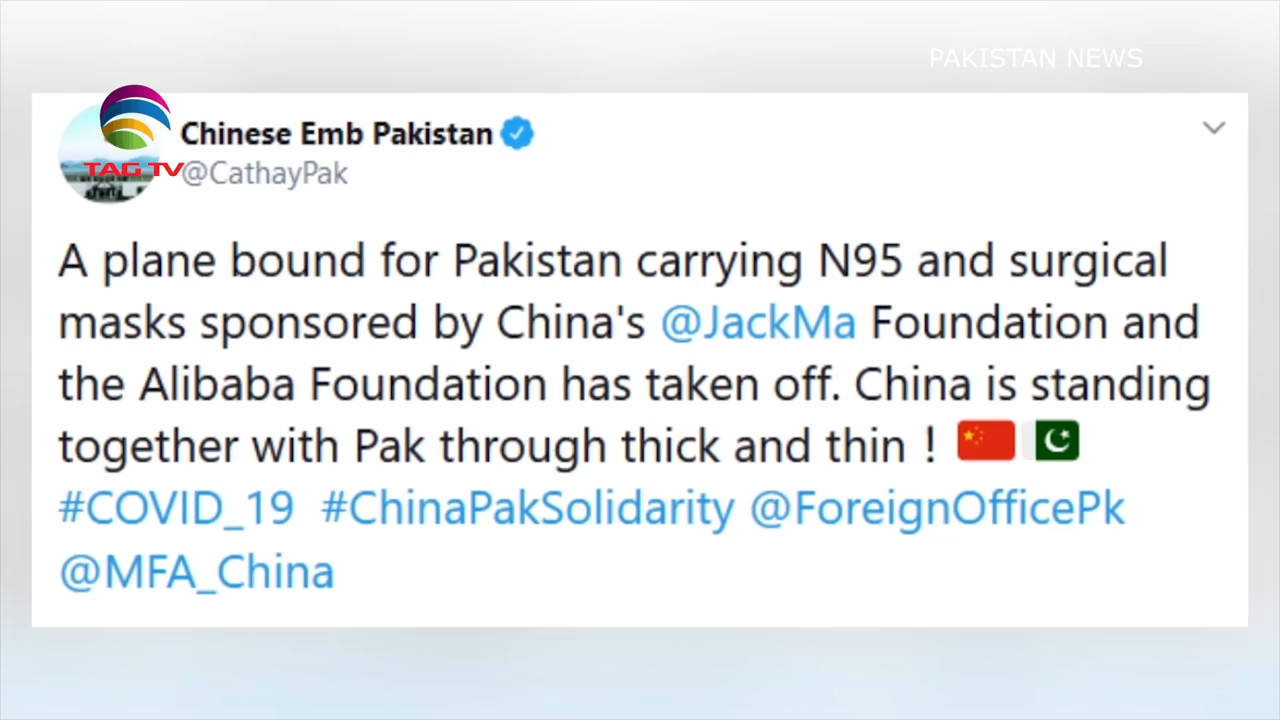 PAKISTAN NEWS
TAG TV
Chinese Emb Pakistan
@CathayPak
A plane bound for Pakistan carrying N95 and surgical
masks sponsored by China's @JackMa Foundation and
the Alibaba Foundation has taken off. China is standing
together with Pak through thick and thin！🇨🇳🇵🇰
#COVID_19 #ChinaPakSolidarity @ForeignOfficePk
@MFA_China